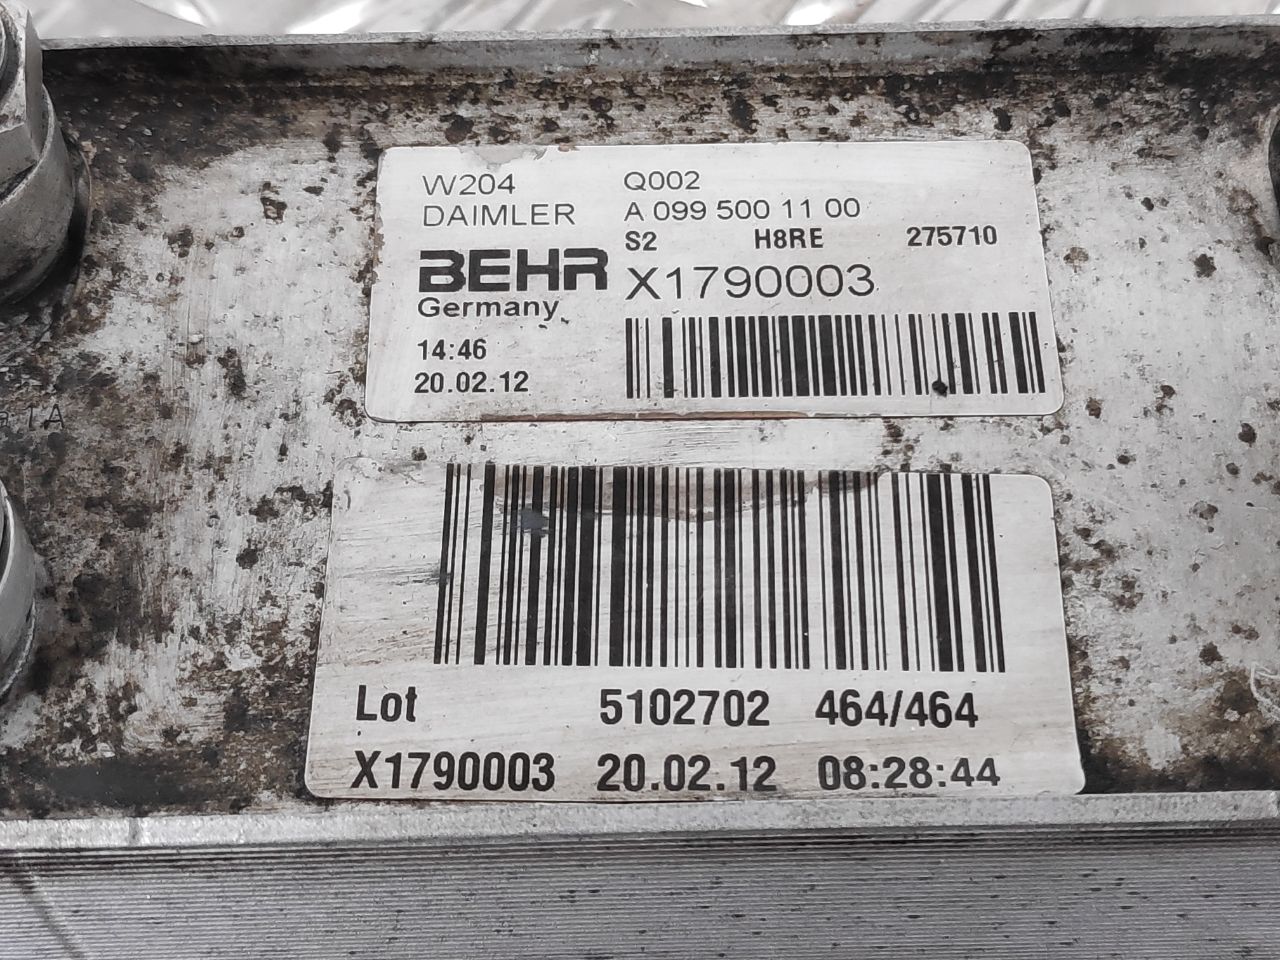 W204 Q002
DAIMLER A 099 500 11 00
S2 H8RE 275710
BEHR X1790003
Germany
14:46
20.02.12
Lot 5102702 464/464
X1790003 20.02.12 08:28:44